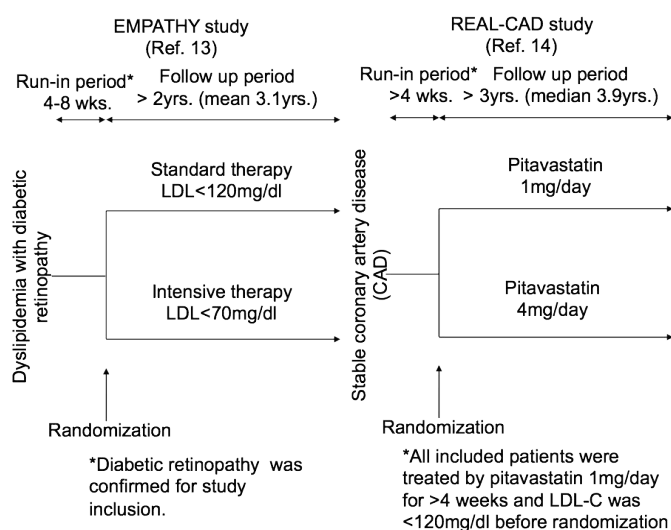 EMPATHY study
(Ref. 13)
Run-in period*
4-8 wks.
Follow up period
> 2yrs. (mean 3.1yrs.)
Dyslipidemia with diabetic
retinopathy
Standard therapy
LDL<120mg/dl
Intensive therapy
LDL<70mg/dl
Randomization
*Diabetic retinopathy was
confirmed for study
inclusion.
REAL-CAD study
(Ref. 14)
Run-in period*
>4 wks.
Follow up period
> 3yrs. (median 3.9yrs.)
Stable coronary artery disease
(CAD)
Pitavastatin
1mg/day
Pitavastatin
4mg/day
Randomization
*All included patients were
treated by pitavastatin 1mg/day
for >4 weeks and LDL-C was
<120mg/dl before randomization